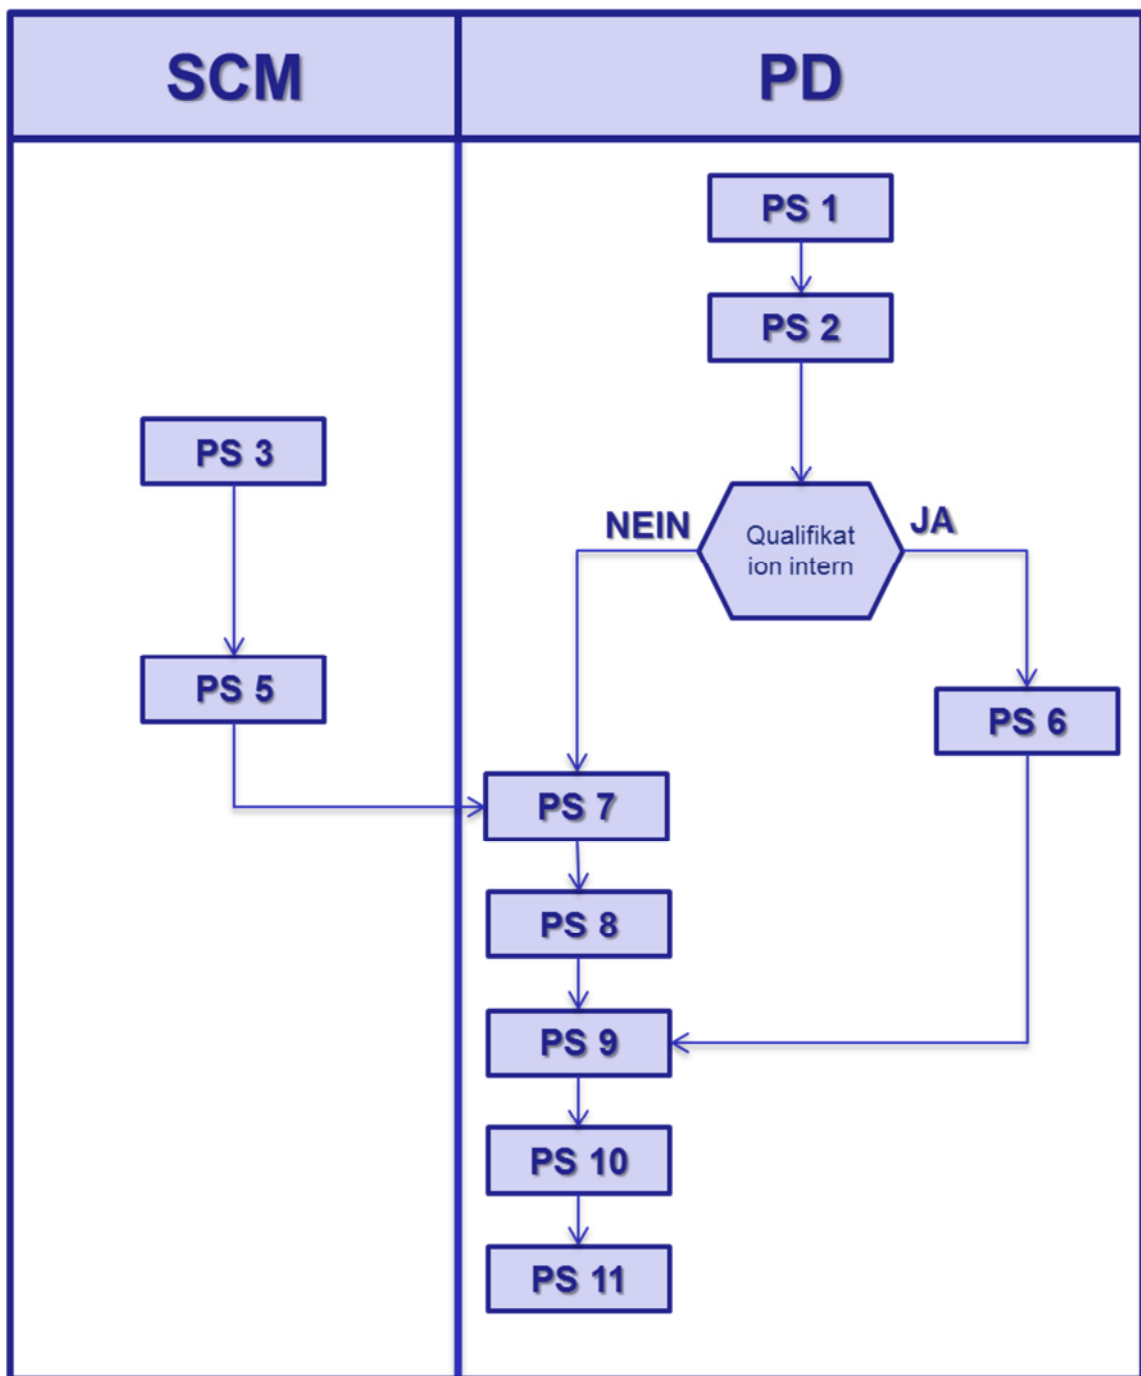 SCM
PD
PS 1
PS 2
PS 3
NEIN
JA
Qualifikat
ion intern
PS 5
PS 6
PS 7
PS 8
PS 9
PS 10
PS 11